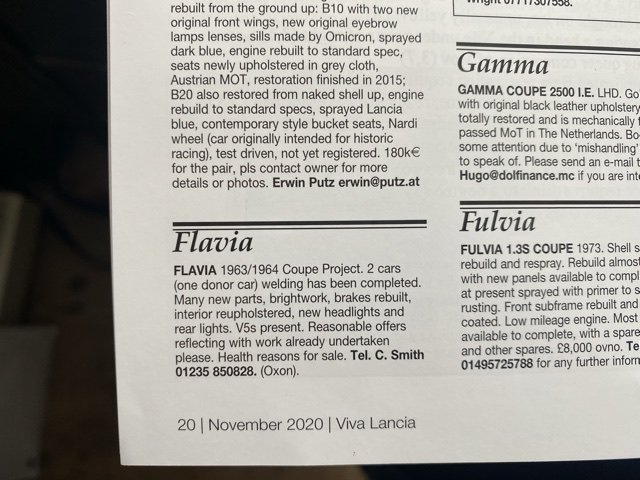 rebuilt from the ground up: B10 with two new
original front wings, new original eyebrow
lamps lenses, sills made by Omicron, sprayed
dark blue, engine rebuilt to standard spec,
seats newly upholstered in grey cloth,
Austrian MOT, restoration finished in 2015;
B20 also restored from naked shell up, engine
rebuild to standard specs, sprayed Lancia
blue, contemporary style bucket seats, Nardi
wheel (car originally intended for historic
racing), test driven, not yet registered. 180k€
for the pair, pls contact owner for more
details or photos. Erwin Putz erwin@putz.at
Flavia
FLAVIA 1963/1964 Coupe Project. 2 cars
(one donor car) welding has been completed.
Many new parts, brightwork, brakes rebuilt,
interior reupholstered, new headlights and
rear lights. V5s present. Reasonable offers
reflecting with work already undertaken
please. Health reasons for sale. Tel. C. Smith
01235 850828. (Oxon).
20 | November 2020 | Viva Lancia
Gamma
GAMMA COUPE 2500 I.E. LHD. Go
with original black leather upholstery
totally restored and is mechanically
passed MoT in The Netherlands. Bo
some attention due to 'mishandling'
to speak of. Please send an e-mail t
Hugo@dolfinance.mc if you are int
Fulvia
FULVIA 1.3S COUPE 1973. Shell s
rebuild and respray. Rebuild almost
with new panels available to compl
at present sprayed with primer to s
rusting. Front subframe rebuilt and
coated. Low mileage engine. Most
available to complete, with a spare
and other spares. £8,000 ovno. Te
01495725788 for any further inform